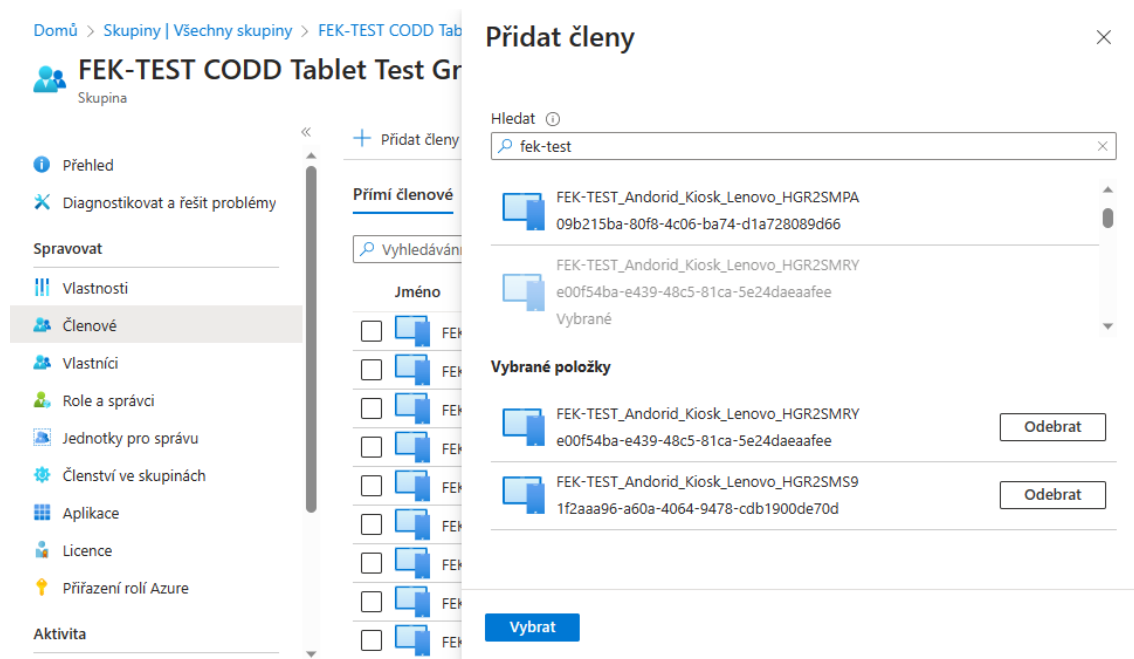 Domů > Skupiny | Všechny skupiny > FEK-TEST CODD Tab
FEK-TEST CODD Tablet Test Gr
Skupina
Přehled
Diagnostikovat a řešit problémy
Spravovat
Vlastnosti
Členové
Vlastníci
Role a správci
Jednotky pro správu
Členství ve skupinách
Aplikace
Licence
Přiřazení rolí Azure
Aktivita
Přidat členy
Přímí členové
Vyhledávání
Jméno
FEK
FEK
FEK
FEK
FEK
FEK
FEK
FEK
FEK
Přidat členy
Hledat
fek-test
FEK-TEST_Andorid_Kiosk_Lenovo_HGR2SMPA
09b215ba-80f8-4c06-ba74-d1a728089d66
FEK-TEST_Andorid_Kiosk_Lenovo_HGR2SMRY
e00f54ba-e439-48c5-81ca-5e24daeaafee
Vybrané
Vybrané položky
FEK-TEST_Andorid_Kiosk_Lenovo_HGR2SMRY
e00f54ba-e439-48c5-81ca-5e24daeaafee
Odebrat
FEK-TEST_Andorid_Kiosk_Lenovo_HGR2SMS9
1f2aaa96-a60a-4064-9478-cdb1900de70d
Odebrat
Vybrat